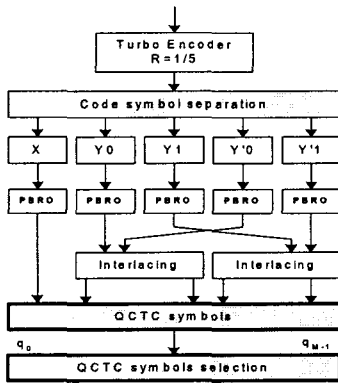 Turbo Encoder
R=1/5
Code symbol separation
X Y0 Y1 Y'0 Y'1
PBRO PBRO PBRO PBRO PBRO
Interlacing Interlacing
QCTC symbols
q0 qM-1
QCTC symbols selection